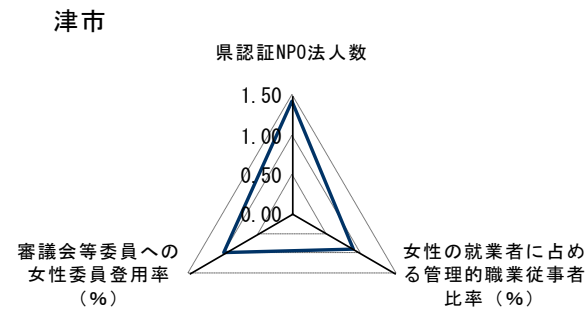 津市
県認証NPO法人数
1.50
1.00
0.50
0.00
審議会等委員への
女性委員登用率
（%）
女性の就業者に占め
る管理的職業従事者
比率（%）